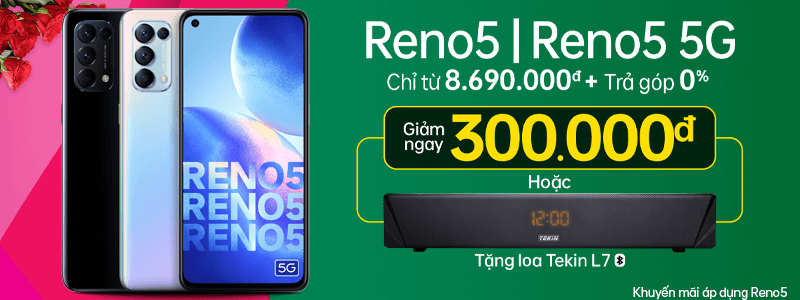 Reno5 | Reno5 5G
Chỉ từ 8.690.000đ + Trả góp 0%
Giảm
ngay
300.000đ
Hoặc
12:00
TEKIN
Tặng loa Tekin L7
Khuyến mãi áp dụng Reno5
RENO5
RENO5
RENO5
5G